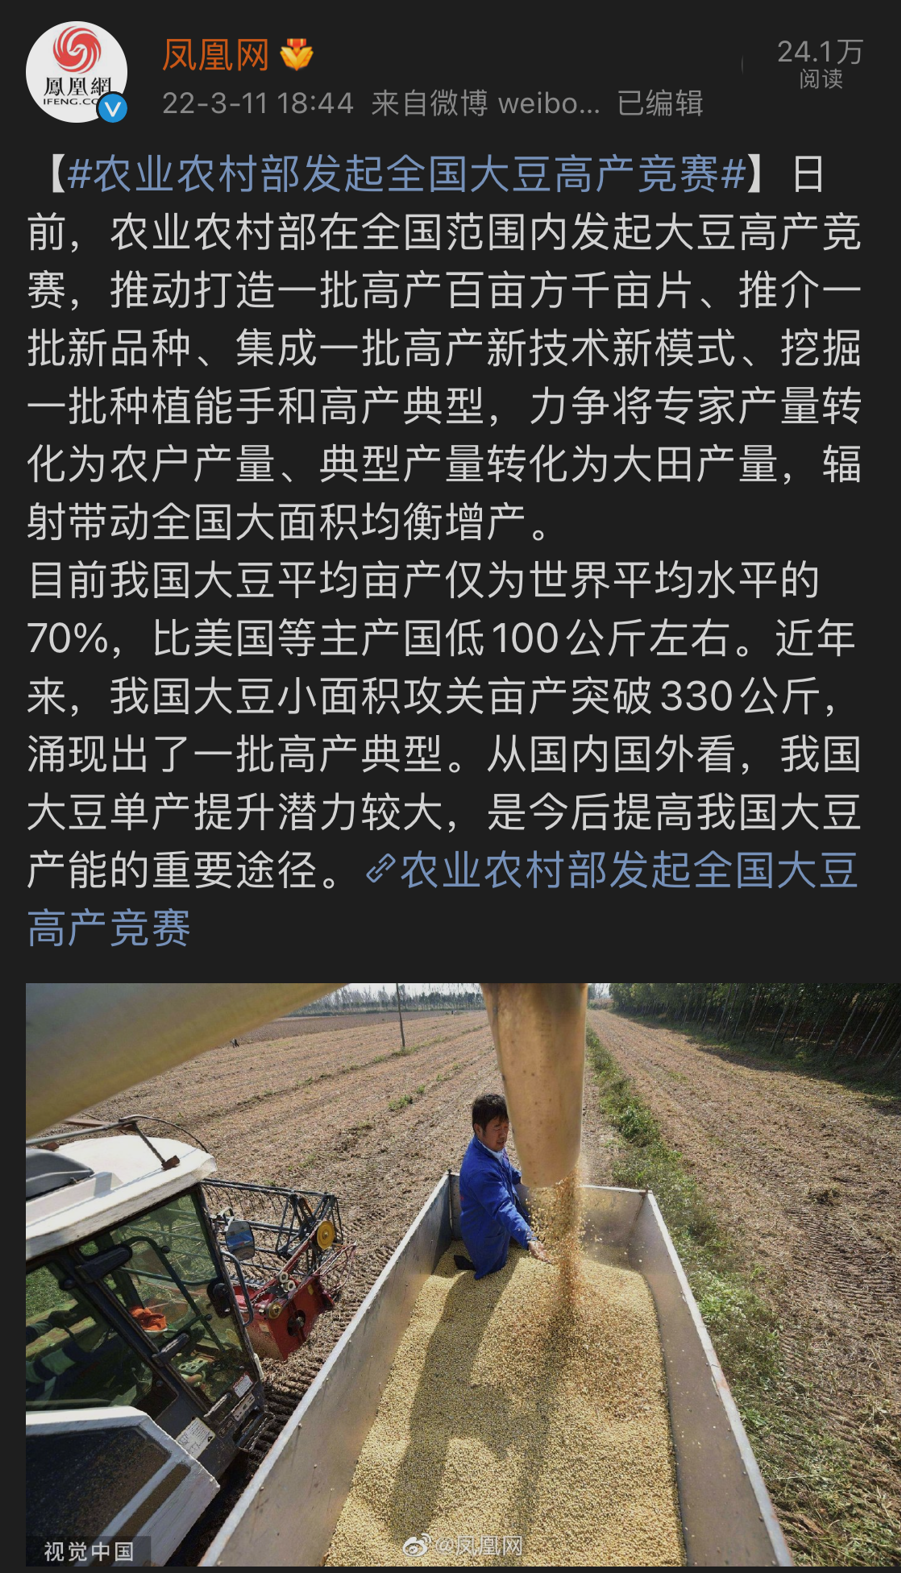 鳳凰網
IFENG.CC
凤凰网
24.1万
阅读
22-3-11 18:44 来自微博 weibo... 已编辑
【#农业农村部发起全国大豆高产竞赛#】日
前，农业农村部在全国范围内发起大豆高产竞
赛，推动打造一批高产百亩方千亩片、推介一
批新品种、集成一批高产新技术新模式、挖掘
一批种植能手和高产典型，力争将专家产量转
化为农户产量、典型产量转化为大田产量，辐
射带动全国大面积均衡增产。
目前我国大豆平均亩产仅为世界平均水平的
70%，比美国等主产国低100公斤左右。近年
来，我国大豆小面积攻关亩产突破330公斤，
涌现出了一批高产典型。从国内国外看，我国
大豆单产提升潜力较大，是今后提高我国大豆
产能的重要途径。农业农村部发起全国大豆
高产竞赛
视觉中国
@凤凰网